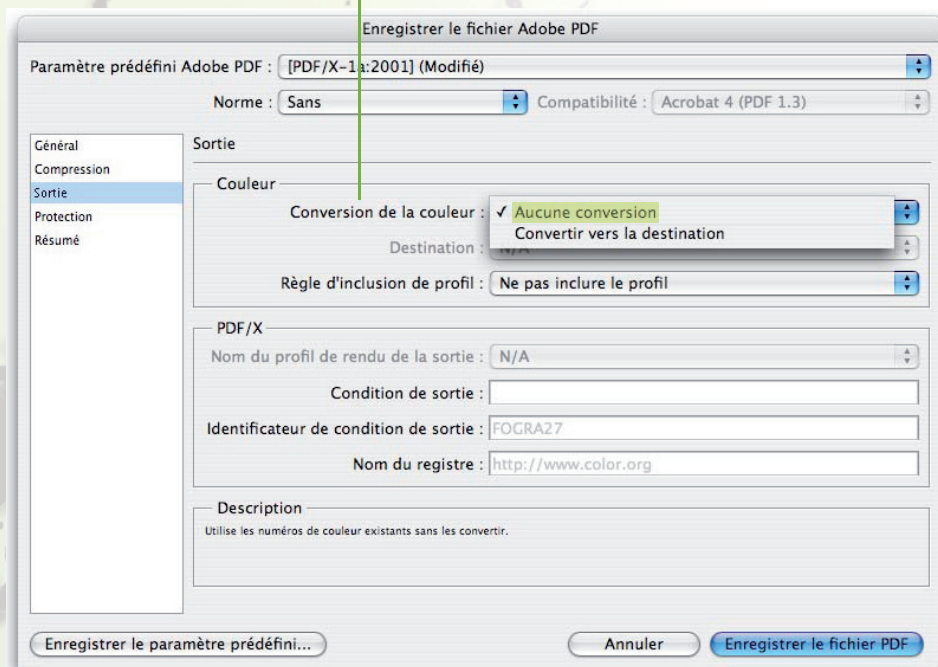 Enregistrer le fichier Adobe PDF
Paramètre prédéfini Adobe PDF : [PDF/X-1a:2001] (Modifié)
Norme : Sans Compatibilité : Acrobat 4 (PDF 1.3)
Général
Compression
Sortie
Protection
Résumé
Sortie
Couleur
Conversion de la couleur : ✓ Aucune conversion
Convertir vers la destination
Destination : N/A
Règle d'inclusion de profil : Ne pas inclure le profil
PDF/X
Nom du profil de rendu de la sortie : N/A
Condition de sortie :
Identificateur de condition de sortie : FOGRA27
Nom du registre : http://www.color.org
Description
Utilise les numéros de couleur existants sans les convertir.
Enregistrer le paramètre prédéfini... Annuler Enregistrer le fichier PDF